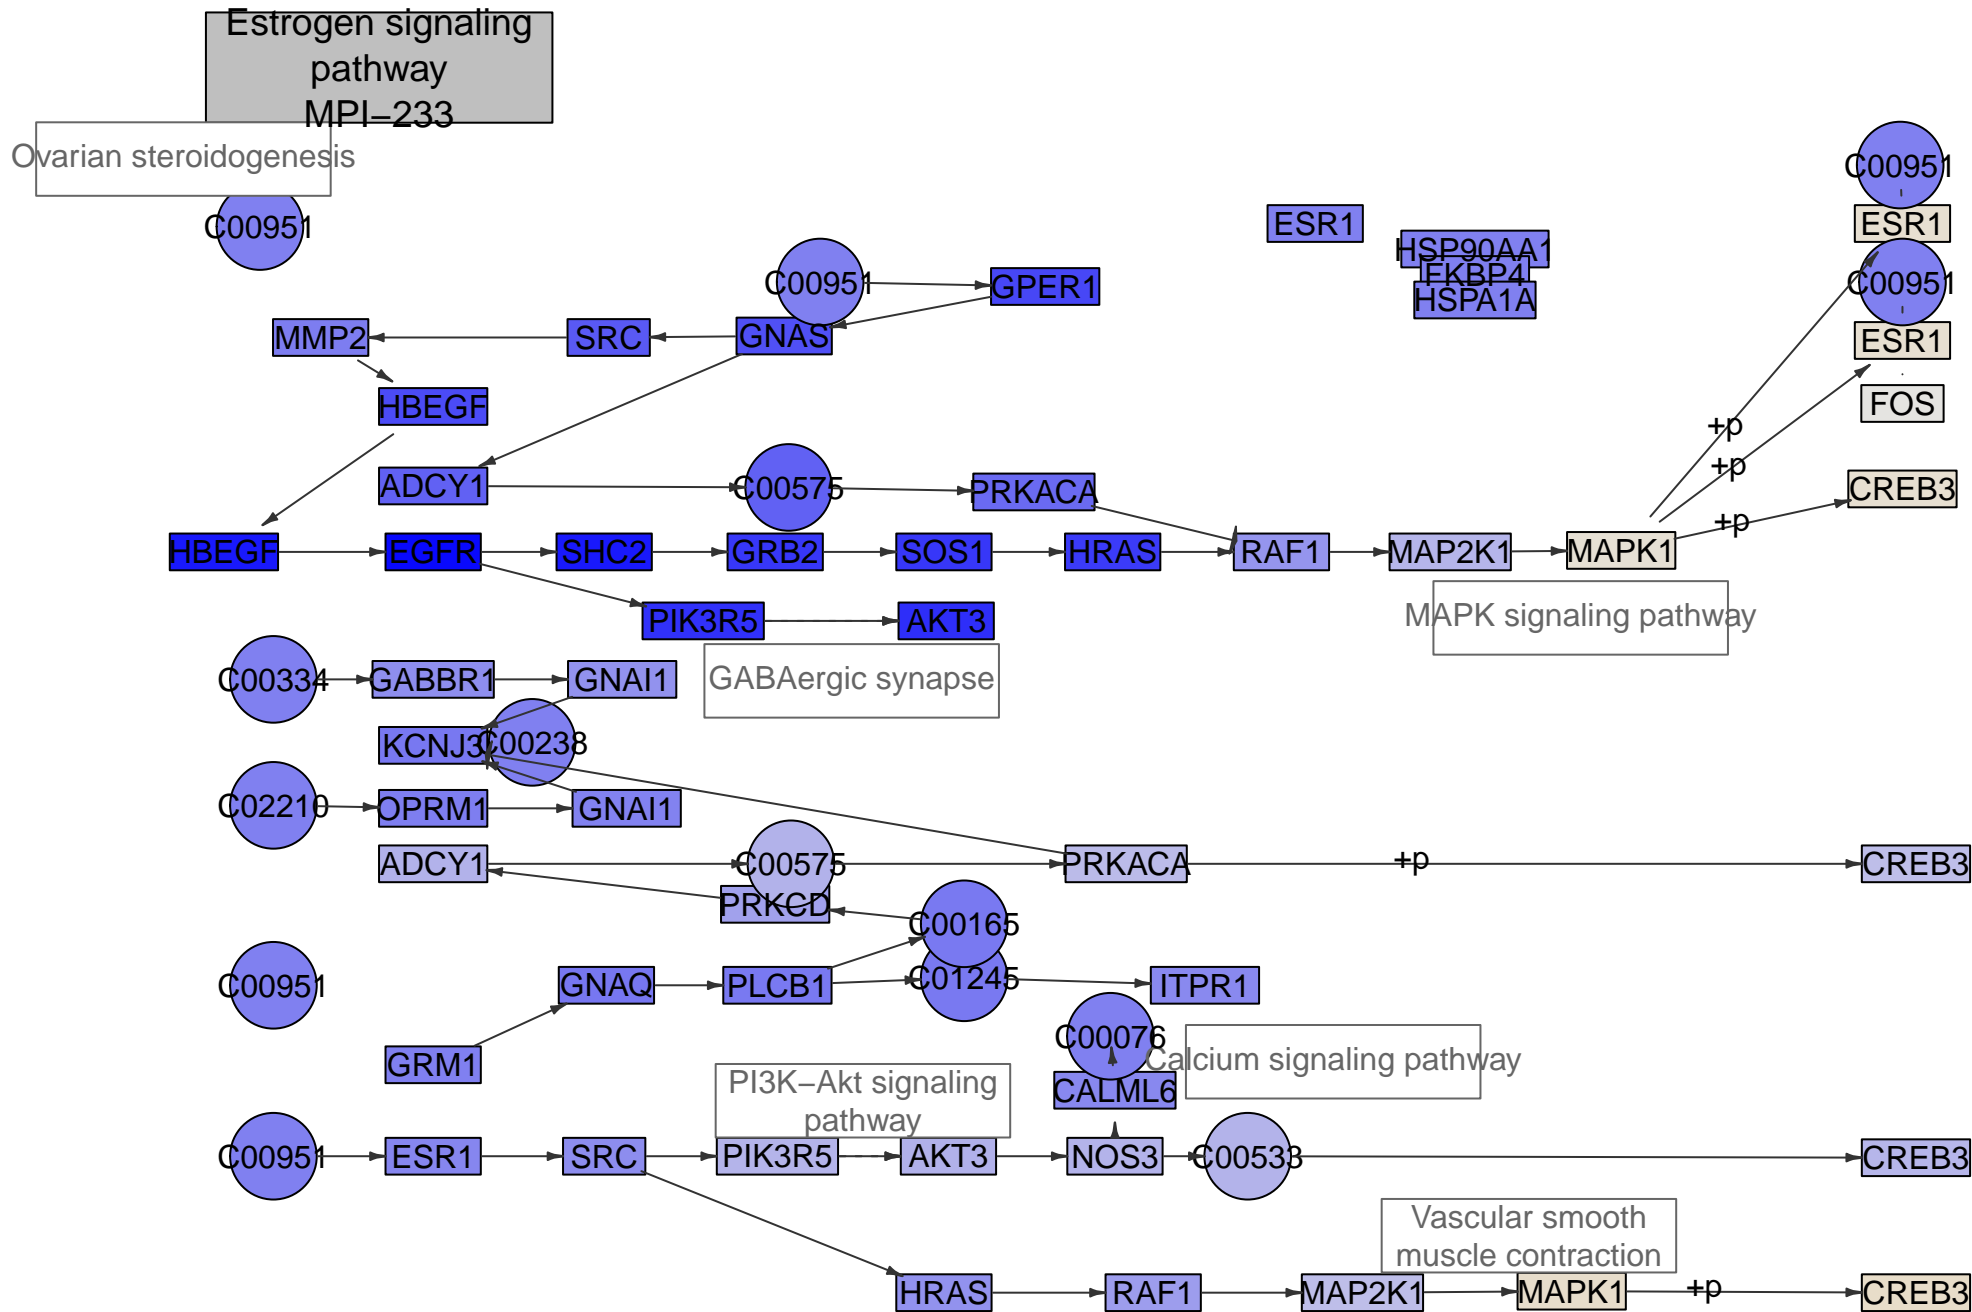 Estrogen signaling
pathway
MPI−233
Ovarian steroidogenesis
C00951
C00951
ESR1
ESR1
HSP90AA1
FKBP4
HSPA1A
C00951
GPER1
C00951
MMP2
SRC
GNAS
ESR1
HBEGF
FOS
+p
+p
ADCY1
C00575
PRKACA
CREB3
+p
HBEGF
EGFR
SHC2
GRB2
SOS1
HRAS
RAF1
MAP2K1
MAPK1
PIK3R5
AKT3
MAPK signaling pathway
C00334
GABBR1
GNAI1
GABAergic synapse
KCNJ3
C00238
C02210
OPRM1
GNAI1
ADCY1
C00575
PRKACA
+p
CREB3
PRKCD
C00165
C00951
GNAQ
PLCB1
C01245
ITPR1
C00076
Calcium signaling pathway
GRM1
CALML6
PI3K−Akt signaling
pathway
C00951
ESR1
SRC
PIK3R5
AKT3
NOS3
C00533
CREB3
Vascular smooth
muscle contraction
HRAS
RAF1
MAP2K1
MAPK1
+p
CREB3